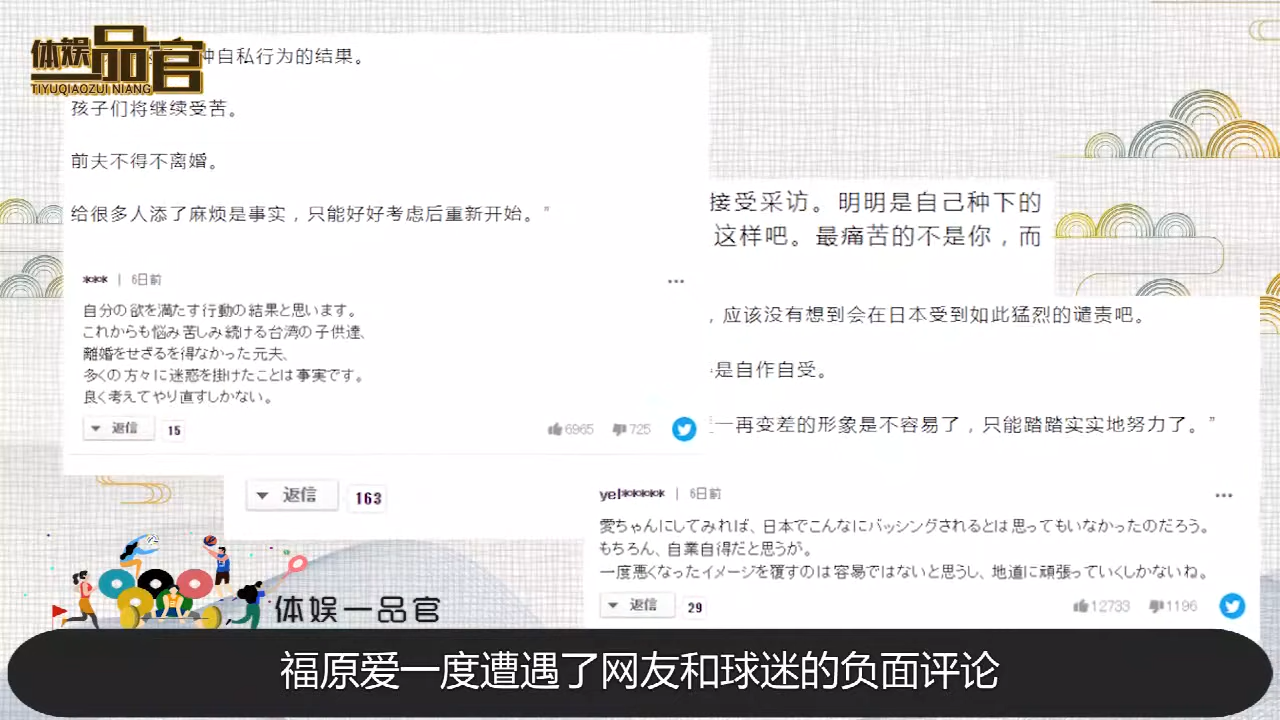 体娱一品官
TIYUQIAOZUI NIANG
种自私行为的结果。
孩子们将继续受苦。
前夫不得不离婚。
给很多人添了麻烦是事实，只能好好考虑后重新开始。”
*** | 6日前
自分の欲を満たす行動の結果と思います。
これからも悩み苦しみ続ける台湾の子供達、
離婚をせざるを得なかった元夫、
多くの方々に迷惑を掛けたことは事実です。
良く考えてやり直すしかない。
返信 15
6965 725
接受采访。明明是自己种下的
这样吧。最痛苦的不是你，而
，应该没有想到会在日本受到如此猛烈的谴责吧。
是自作自受。
一再变差的形象是不容易了，只能踏踏实实地努力了。”
返信 163
yel***** | 6日前
愛ちゃんにしてみれば、日本でこんなにバッシングされるとは思ってもいなかったのだろう。
もちろん、自業自得だと思うが。
一度悪くなったイメージを覆すのは容易ではないと思うし、地道に頑張っていくしかないね。
返信 29
12733 1196
体娱一品官
福原爱一度遭遇了网友和球迷的负面评论